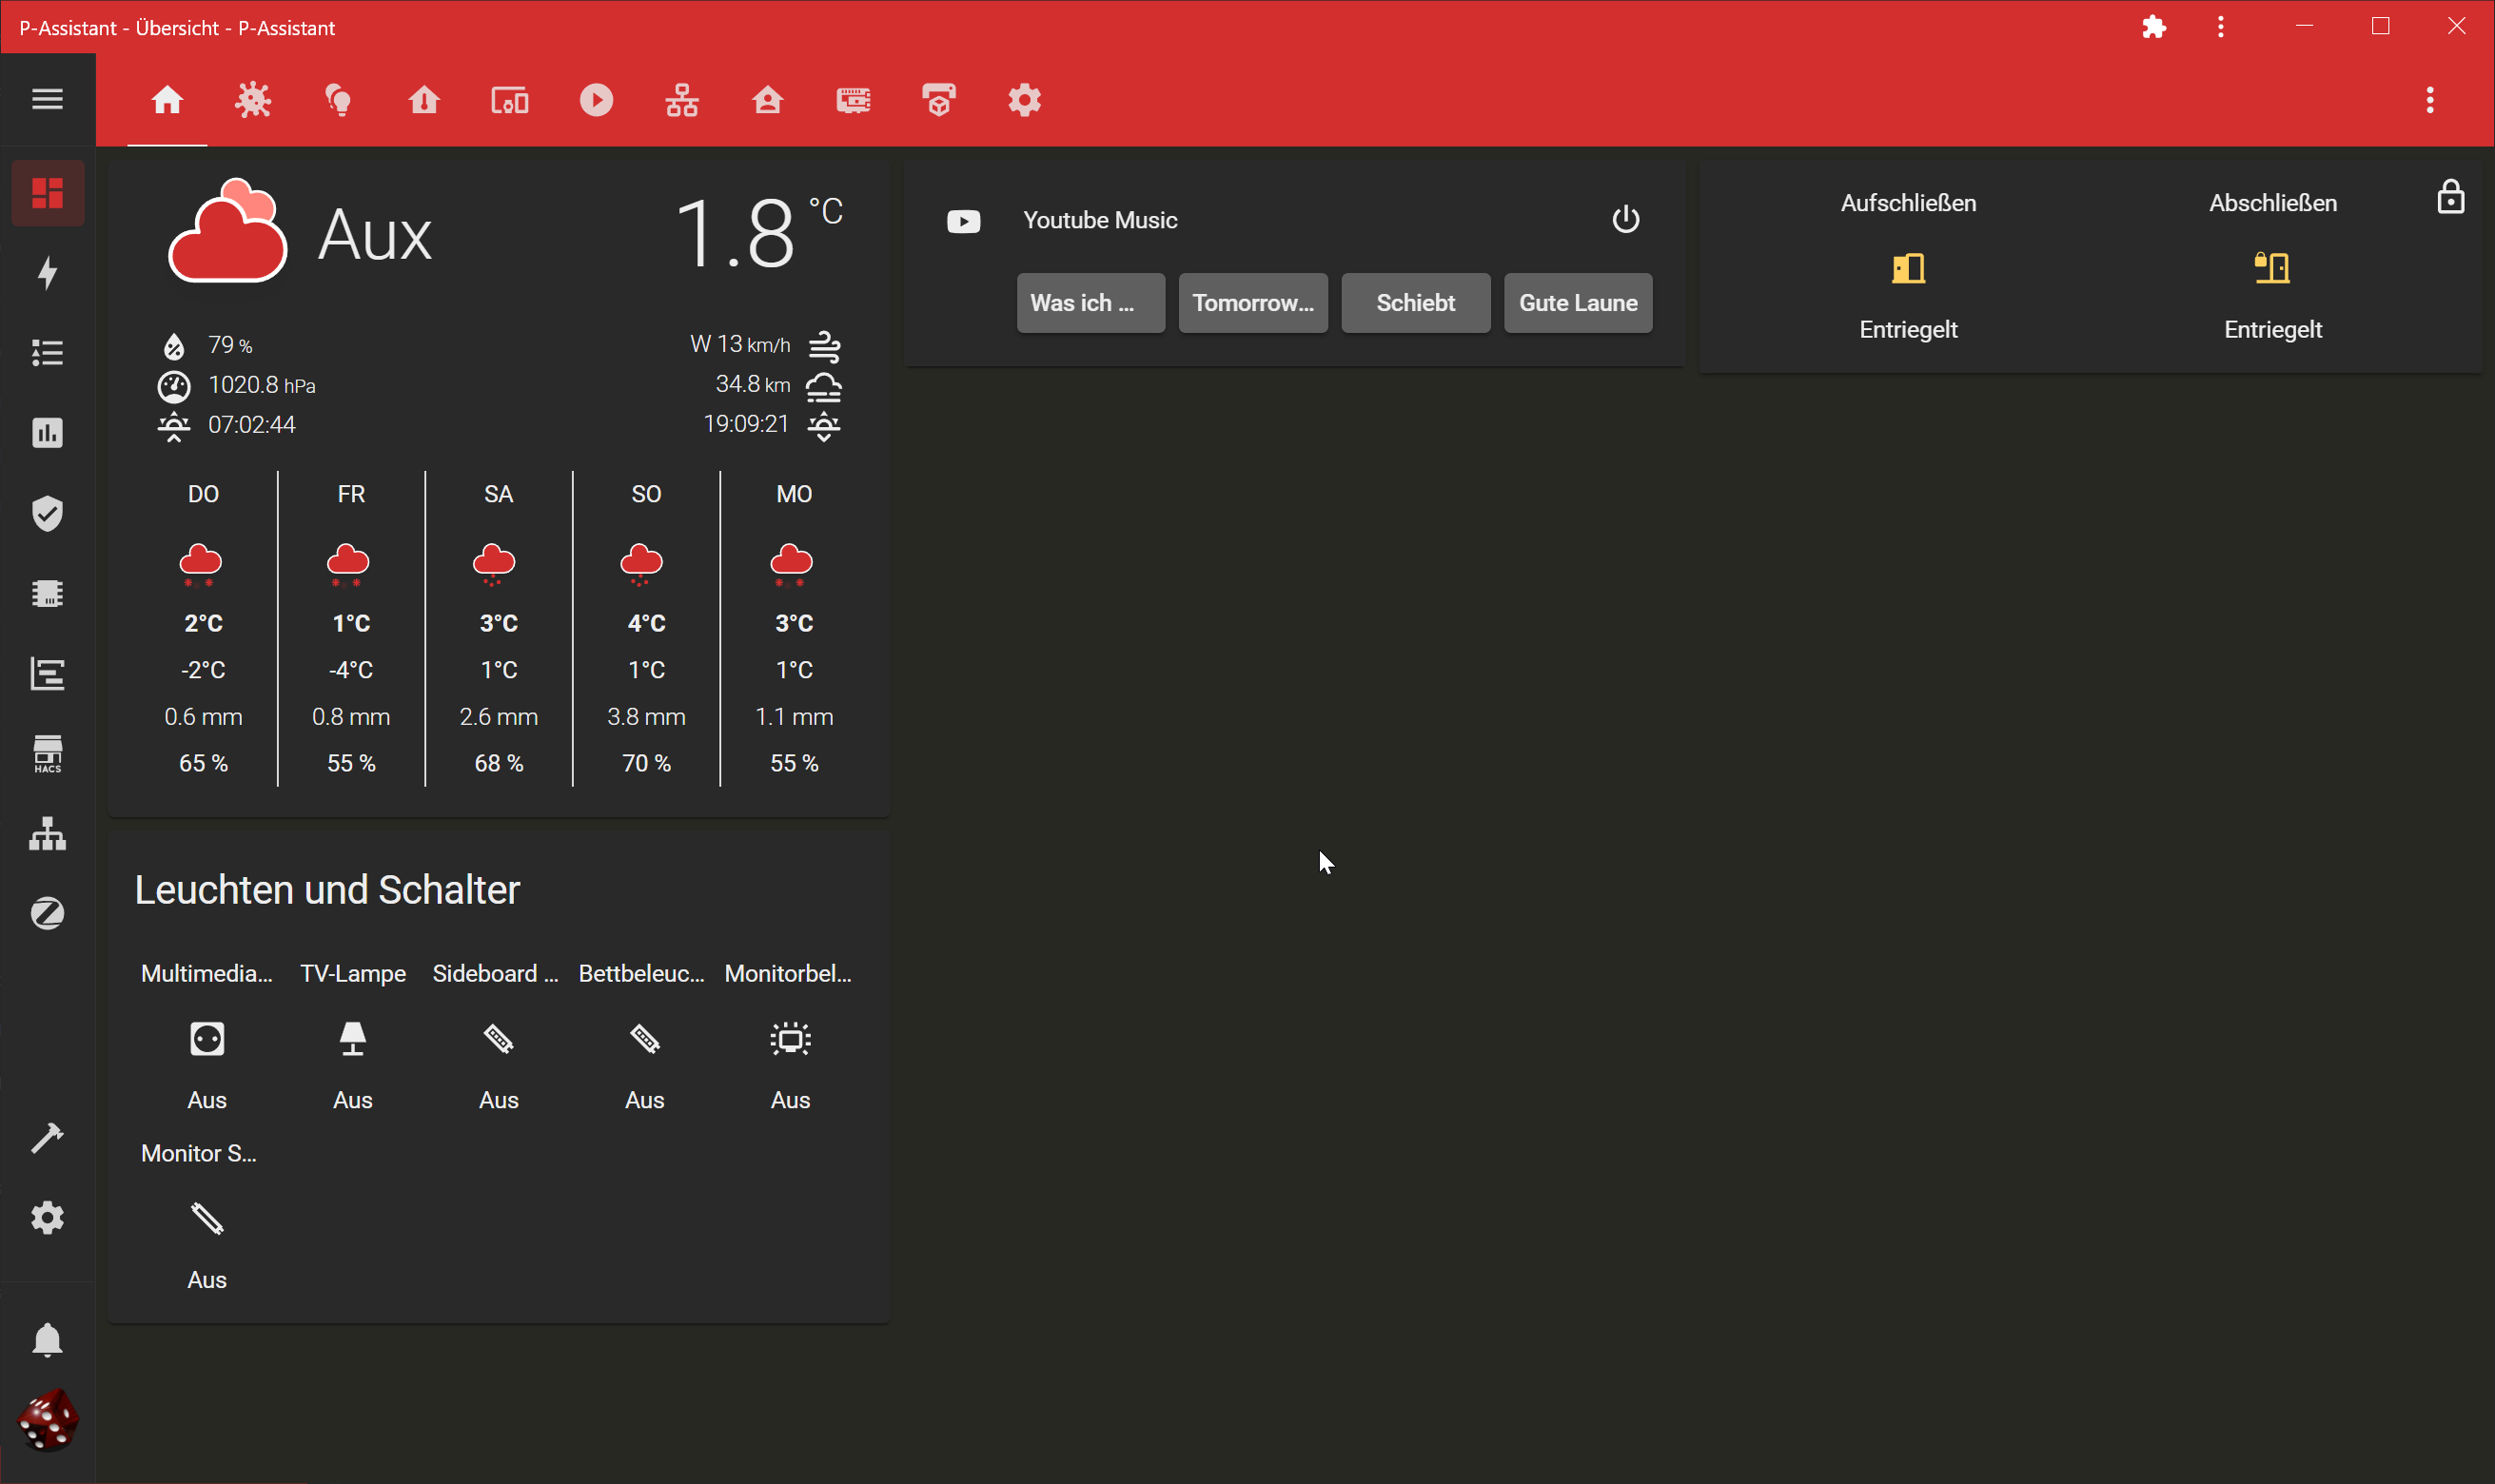 P-Assistant - Übersicht - P-Assistant
Aux
1.8 °C
79 %
W 13 km/h
1020.8 hPa
34.8 km
07:02:44
19:09:21
DO FR SA SO MO
2°C 1°C 3°C 4°C 3°C
-2°C -4°C 1°C 1°C 1°C
0.6 mm 0.8 mm 2.6 mm 3.8 mm 1.1 mm
65 % 55 % 68 % 70 % 55 %
Leuchten und Schalter
Multimedia... TV-Lampe Sideboard ... Bettbeleuc... Monitorbel...
Aus Aus Aus Aus Aus
Monitor S...
Aus
Youtube Music
Was ich ... Tomorrow... Schiebt Gute Laune
Aufschließen Abschließen
Entriegelt Entriegelt
HACS